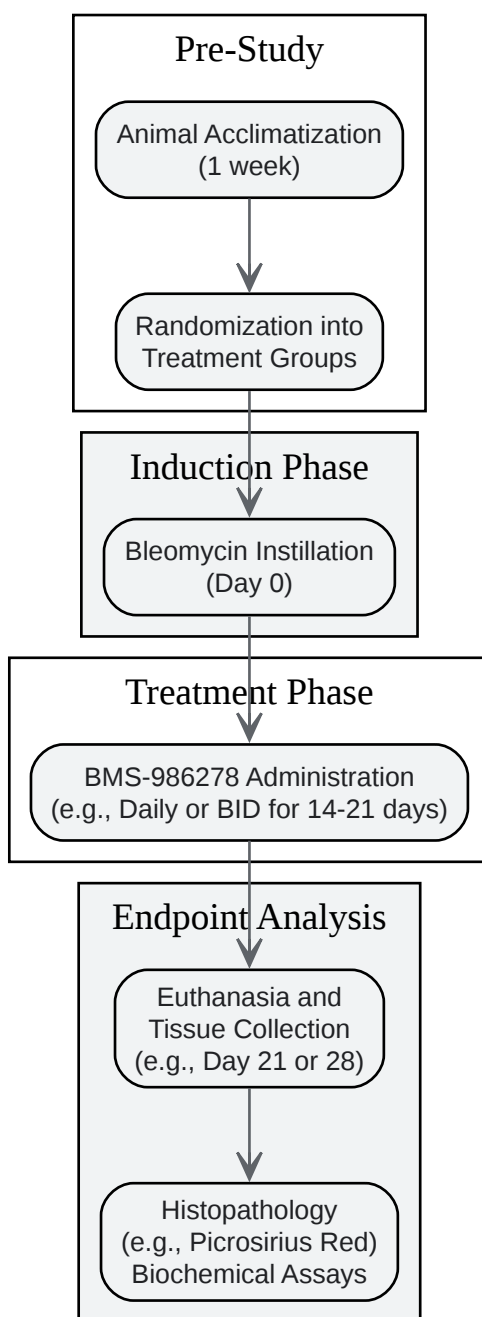 Pre-Study
Animal Acclimatization
(1 week)
Randomization into
Treatment Groups
Induction Phase
Bleomycin Instillation
(Day 0)
Treatment Phase
BMS-986278 Administration
(e.g., Daily or BID for 14-21 days)
Endpoint Analysis
Euthanasia and
Tissue Collection
(e.g., Day 21 or 28)
Histopathology
(e.g., Picrosirius Red)
Biochemical Assays